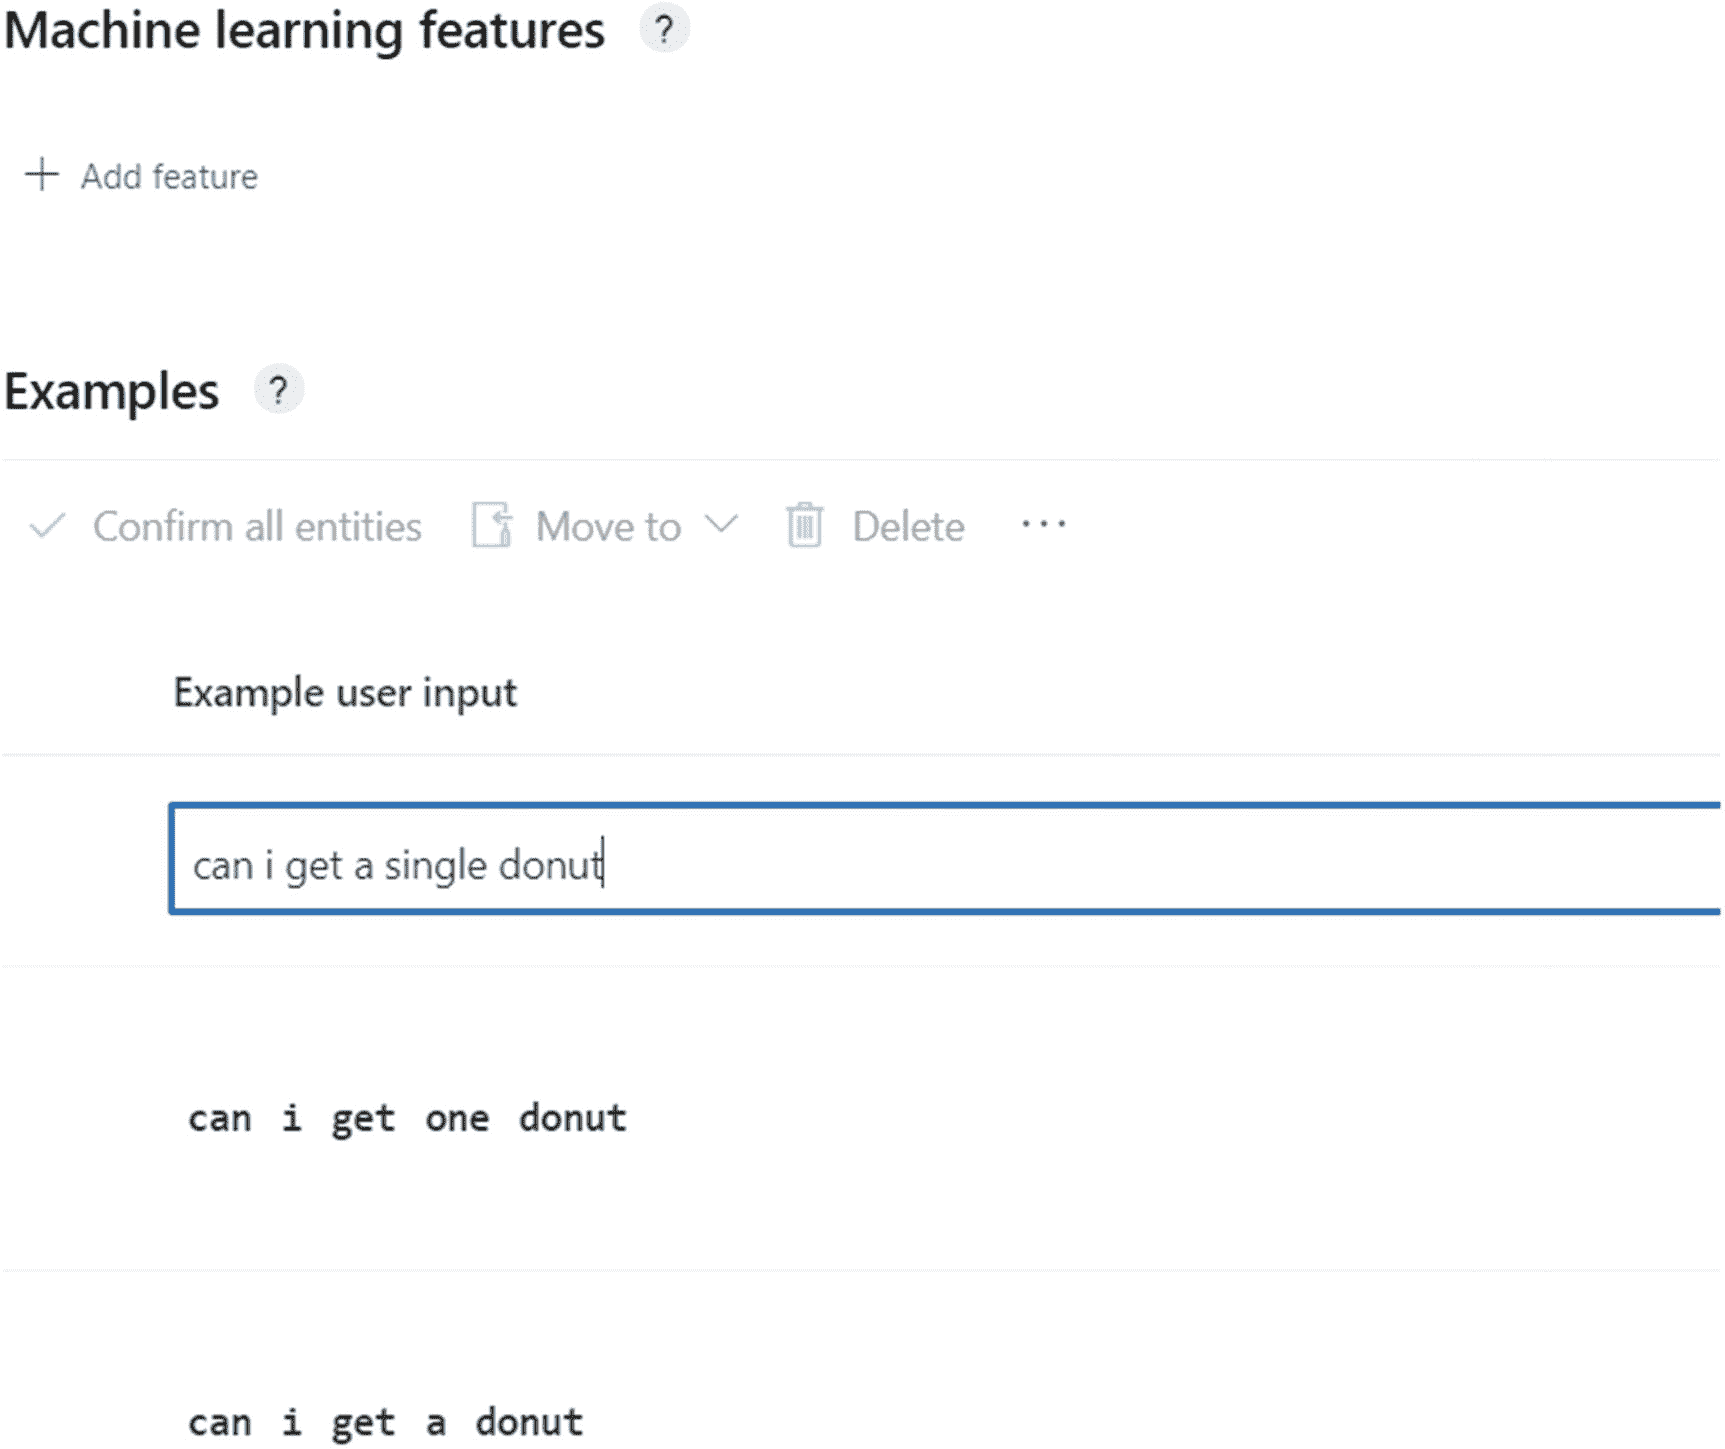 Machine learning features ?
+ Add feature
Examples ?
Confirm all entities Move to Delete ...
Example user input
can i get a single donut
can i get one donut
can i get a donut